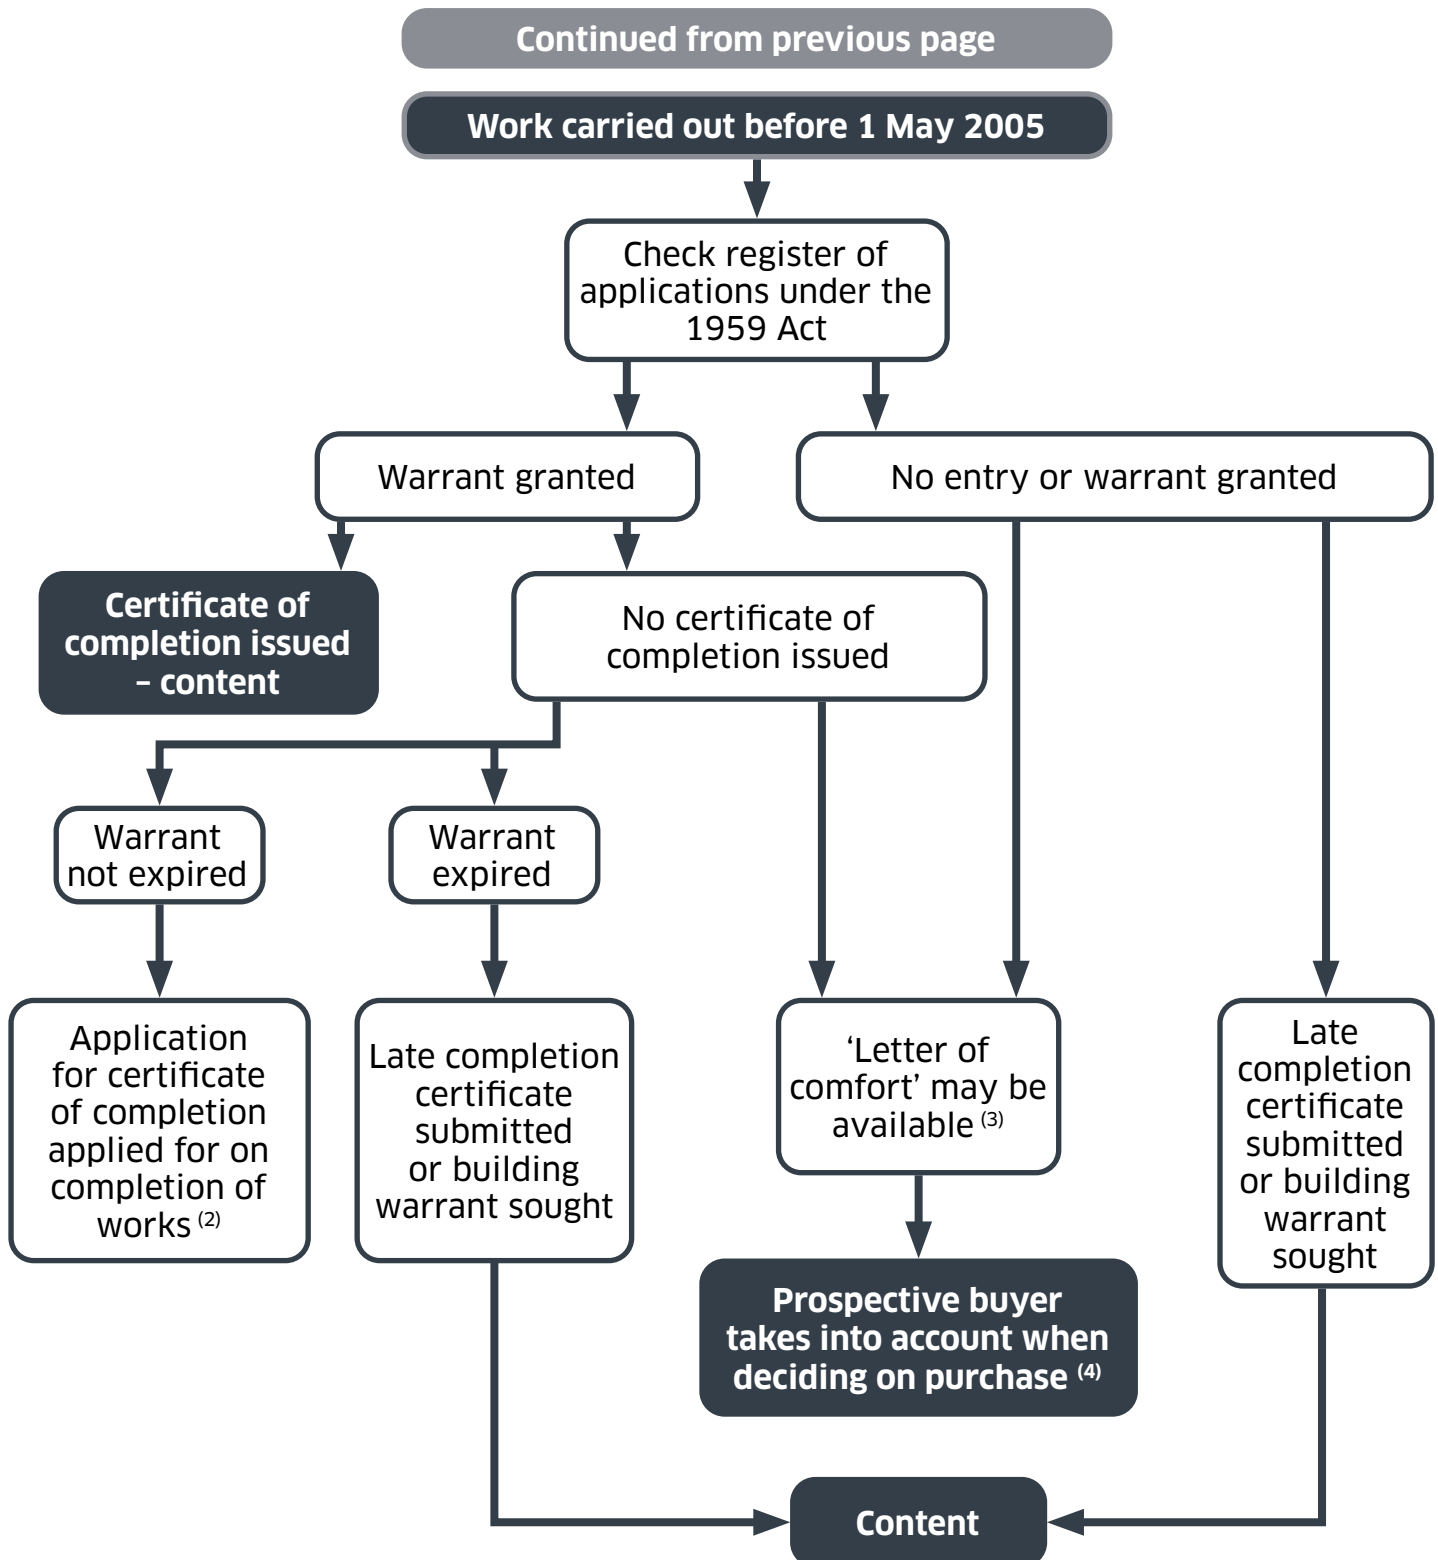 Continued from previous page
Work carried out before 1 May 2005
Check register of
applications under the
1959 Act
Warrant granted
No entry or warrant granted
Certificate of
completion issued
– content
No certificate of
completion issued
Warrant
not expired
Warrant
expired
Application
for certificate
of completion
applied for on
completion of
works (2)
Late completion
certificate
submitted
or building
warrant sought
‘Letter of
comfort’ may be
available (3)
Late
completion
certificate
submitted
or building
warrant
sought
Prospective buyer
takes into account when
deciding on purchase (4)
Content